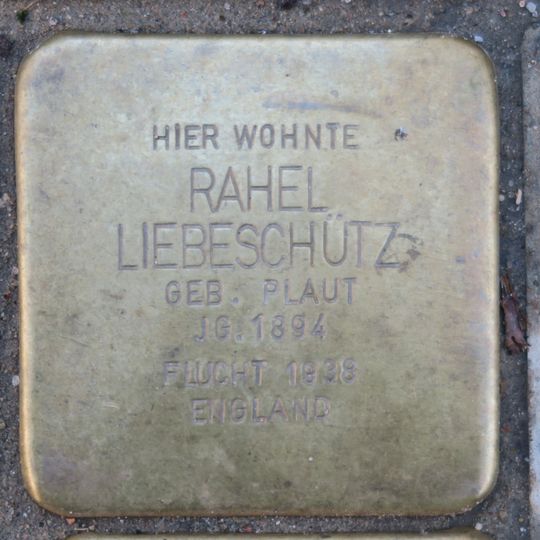 HIER WOHNTE
RAHEL
LIEBESCHÜTZ
GEB. PLAUT
JG. 1894
FLUCHT 1938
ENGLAND